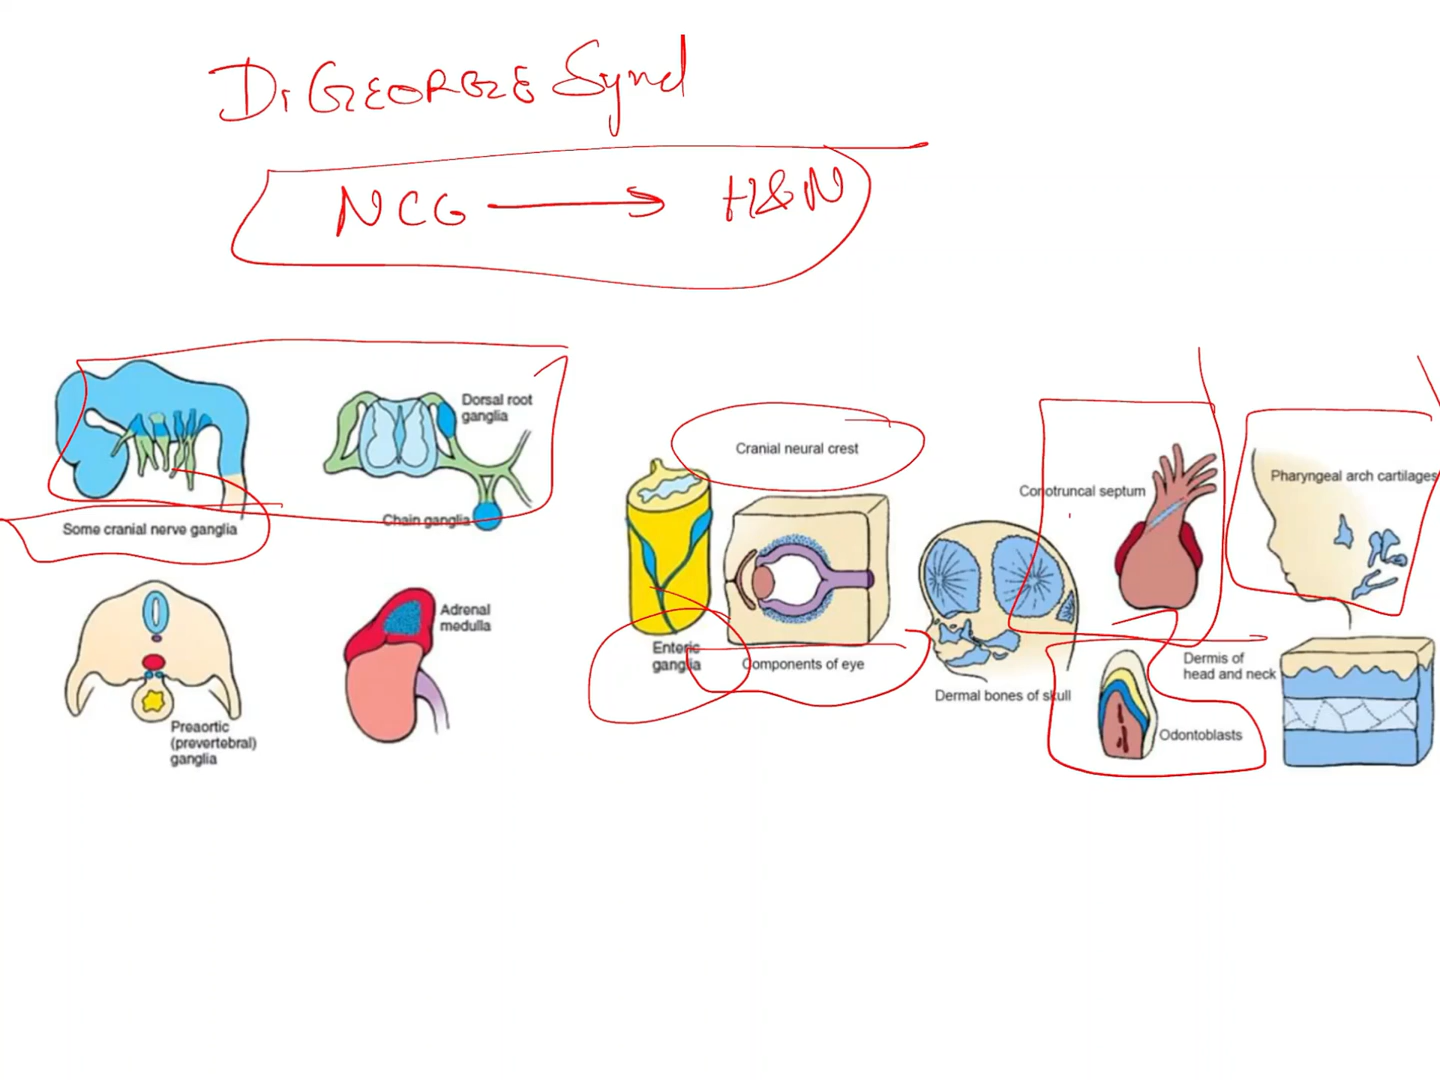 DiGEORGE Synd
NCG → H&N
Dorsal root
ganglia
Chain ganglia
Some cranial nerve ganglia
Preaortic
(prevertebral)
ganglia
Adrenal
medulla
Cranial neural crest
Enteric
ganglia
Components of eye
Dermal bones of skull
Conotruncal septum
Pharyngeal arch cartilages
Dermis of
head and neck
Odontoblasts